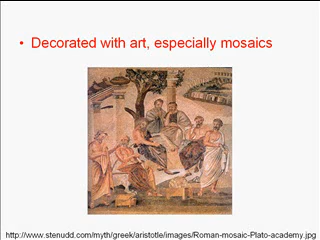 • Decorated with art, especially mosaics
http://www.stenudd.com/myth/greek/aristotle/images/Roman-mosaic-Plato-academy.jpg